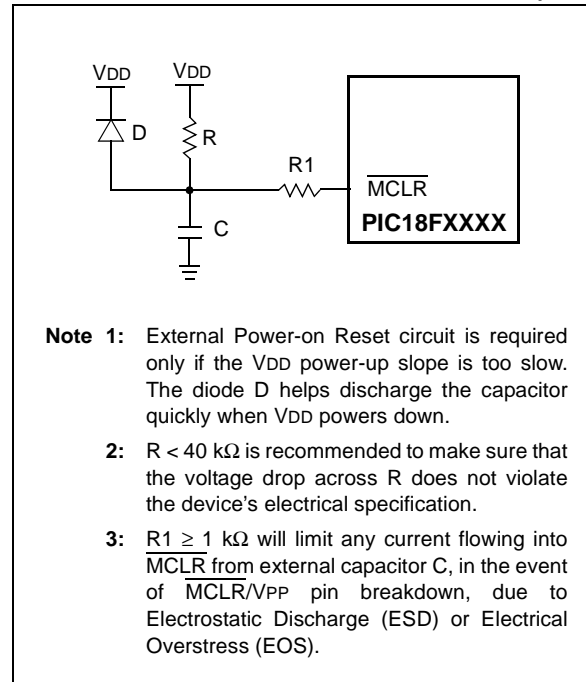 VDD VDD
D
R
R1
MCLR
PIC18FXXXX
C
Note 1: External Power-on Reset circuit is required
only if the VDD power-up slope is too slow.
The diode D helps discharge the capacitor
quickly when VDD powers down.
2: R < 40 kΩ is recommended to make sure that
the voltage drop across R does not violate
the device's electrical specification.
3: R1 ≥ 1 kΩ will limit any current flowing into
MCLR from external capacitor C, in the event
of MCLR/VPP pin breakdown, due to
Electrostatic Discharge (ESD) or Electrical
Overstress (EOS).